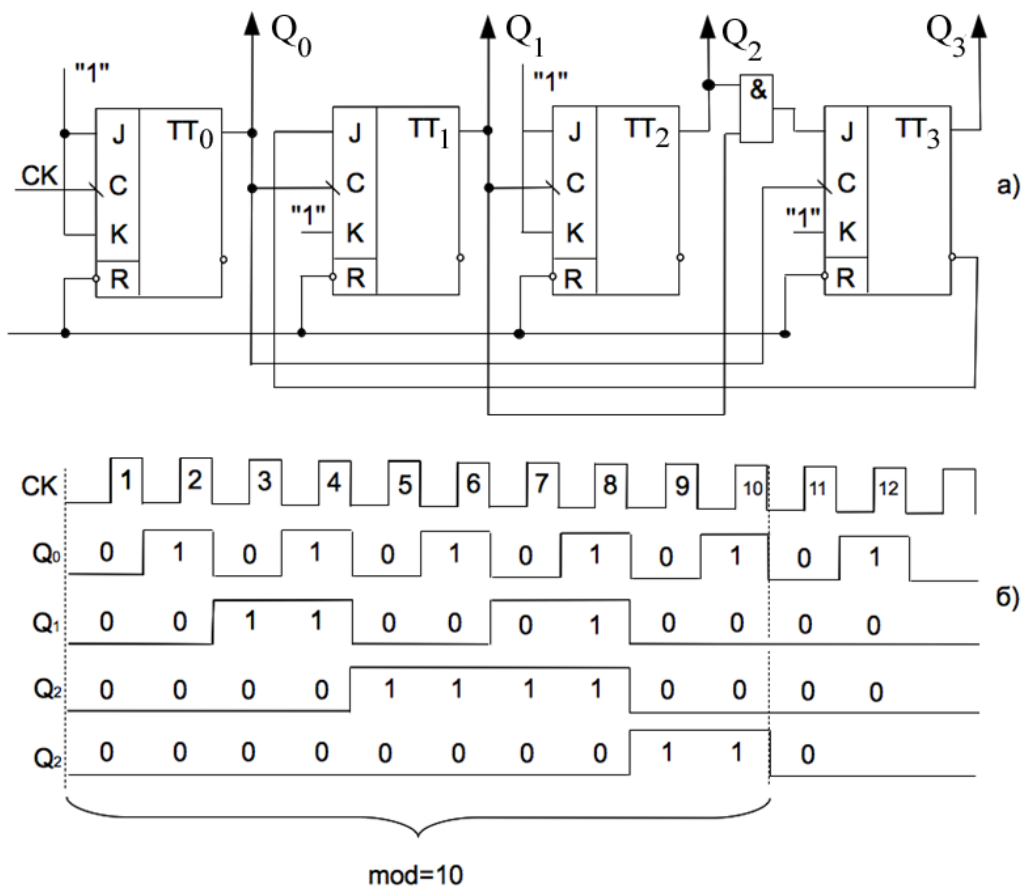 Q0 Q1 Q2 Q3
"1" "1" &
J TT0 J TT1 J TT2 J TT3
CK C C C C а)
K "1" K K "1" K
R R R R
CK 1 2 3 4 5 6 7 8 9 10 11 12
Q0 0 1 0 1 0 1 0 1 0 1 0 1
б)
Q1 0 0 1 1 0 0 0 1 0 0 0 0
Q2 0 0 0 0 1 1 1 1 0 0 0 0
Q2 0 0 0 0 0 0 0 0 1 1 0
mod=10